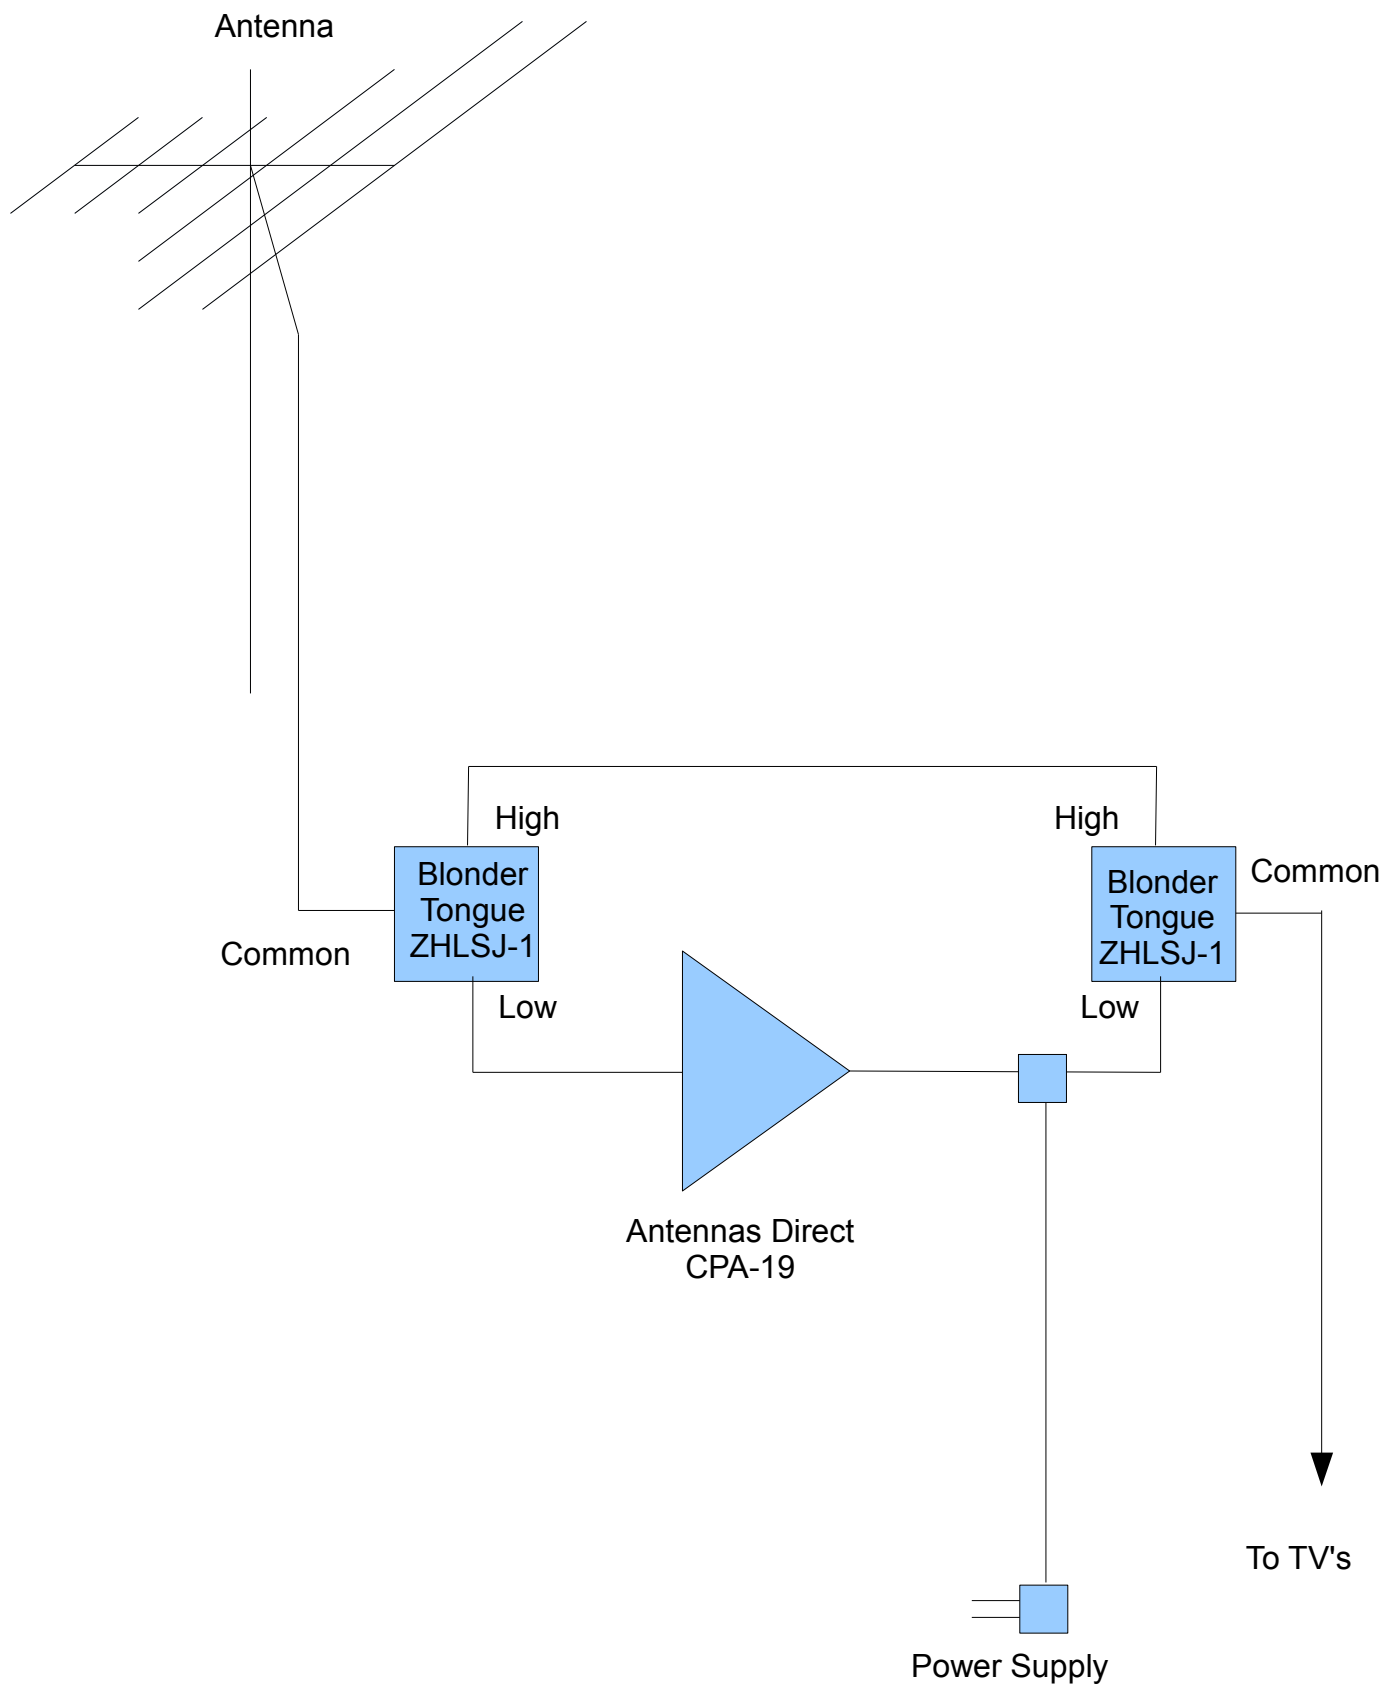 Antenna
High
High
Blonder
Tongue
ZHLSJ-1
Blonder
Tongue
ZHLSJ-1
Common
Common
Low
Low
Antennas Direct
CPA-19
To TV's
Power Supply